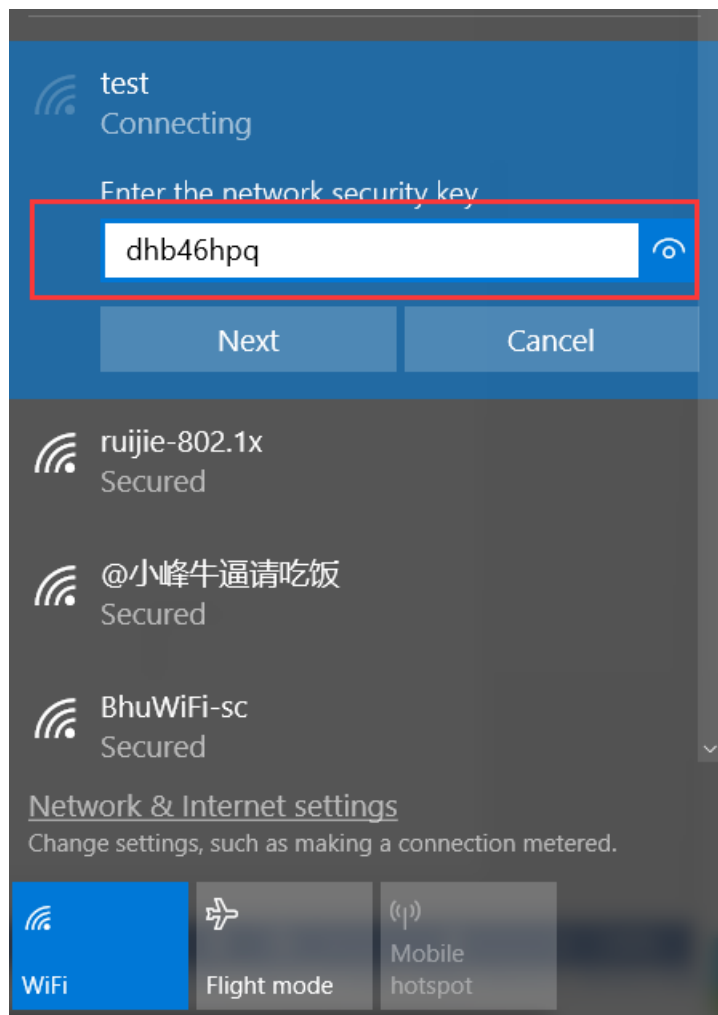 test
Connecting
Enter the network security key
dhb46hpq
Next
Cancel
ruijie-802.1x
Secured
@小峰牛逼请吃饭
Secured
BhuWiFi-sc
Secured
Network & Internet settings
Change settings, such as making a connection metered.
WiFi
Flight mode
Mobile
hotspot